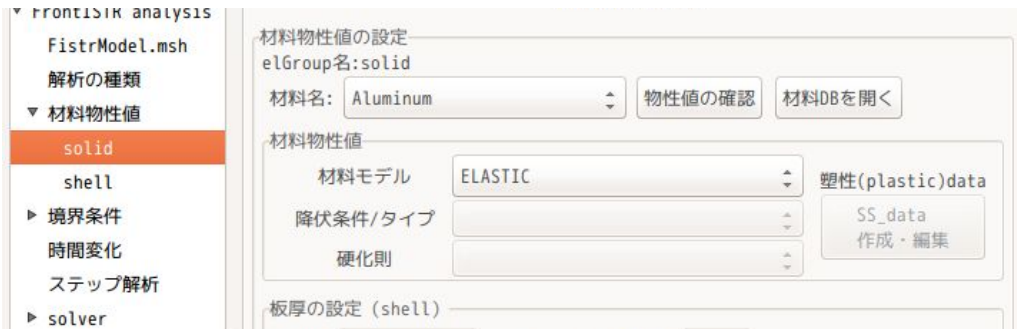 FrontISTR analysis
FistrModel.msh
解析の種類
材料物性値
solid
shell
境界条件
時間変化
ステップ解析
solver
材料物性値の設定
elGroup名:solid
材料名: Aluminum 物性値の確認 材料DBを開く
材料物性値
材料モデル ELASTIC 塑性(plastic)data
降伏条件/タイプ SS_data
作成・編集
硬化則
板厚の設定 (shell)